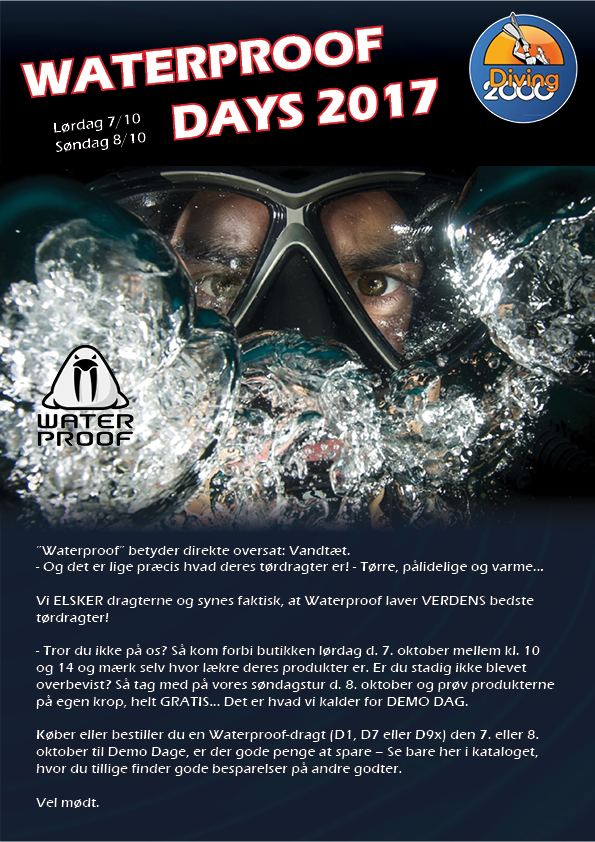 WATERPROOF
DAYS 2017
Lørdag 7/10
Søndag 8/10
Diving
2000
WATER
PROOF
"Waterproof" betyder direkte oversat: Vandtæt.
- Og det er lige præcis hvad deres tørdragter er! - Tørre, pålidelige og varme...
Vi ELSKER dragterne og synes faktisk, at Waterproof laver VERDENS bedste
tørdragter!
- Tror du ikke på os? Så kom forbi butikken lørdag d. 7. oktober mellem kl. 10
og 14 og mærk selv hvor lækre deres produkter er. Er du stadig ikke blevet
overbevist? Så tag med på vores søndagstur d. 8. oktober og prøv produkterne
på egen krop, helt GRATIS... Det er hvad vi kalder for DEMO DAG.
Køber eller bestiller du en Waterproof-dragt (D1, D7 eller D9x) den 7. eller 8.
oktober til Demo Dage, er der gode penge at spare – Se bare her i kataloget,
hvor du tillige finder gode besparelser på andre godter.
Vel mødt.